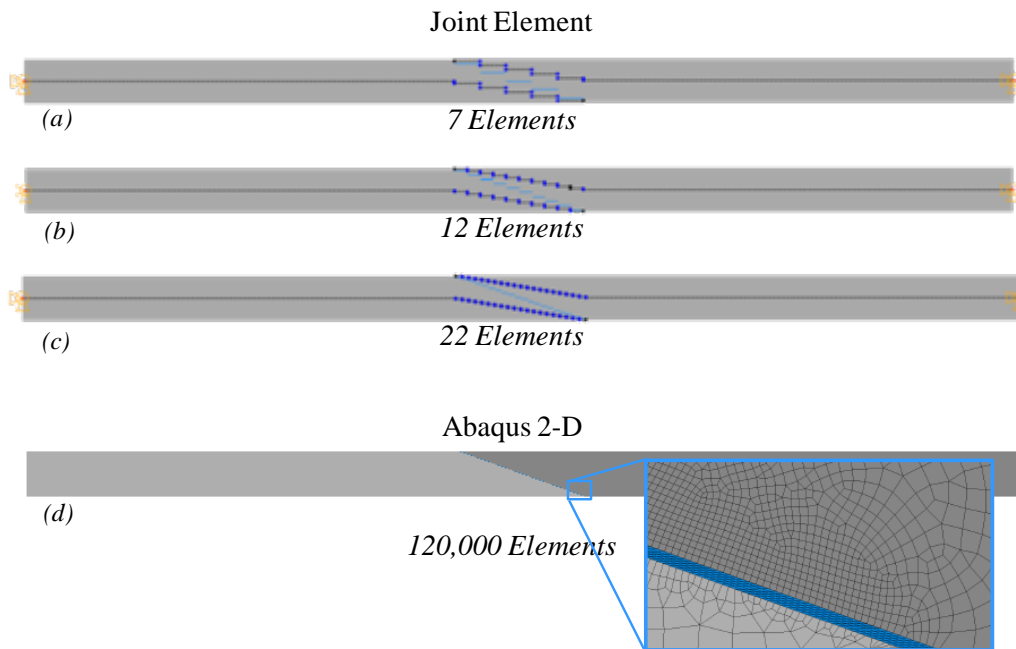 Joint Element
(a)
7 Elements
(b)
12 Elements
(c)
22 Elements
Abaqus 2-D
(d)
120,000 Elements